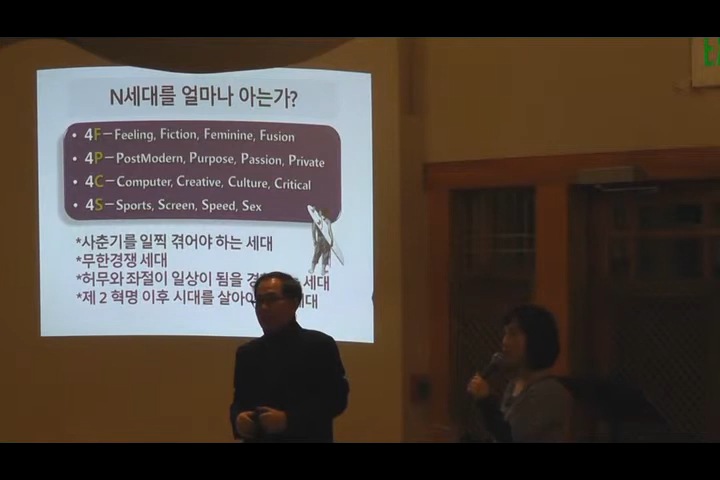 N세대를 얼마나 아는가?
• 4F－Feeling, Fiction, Feminine, Fusion
• 4P－PostModern, Purpose, Passion, Private
• 4C－Computer, Creative, Culture, Critical
• 4S－Sports, Screen, Speed, Sex
*사춘기를 일찍 겪어야 하는 세대
*무한경쟁 세대
*허무와 좌절이 일상이 됨을 세대
*제 2 혁명 이후 시대를 세대